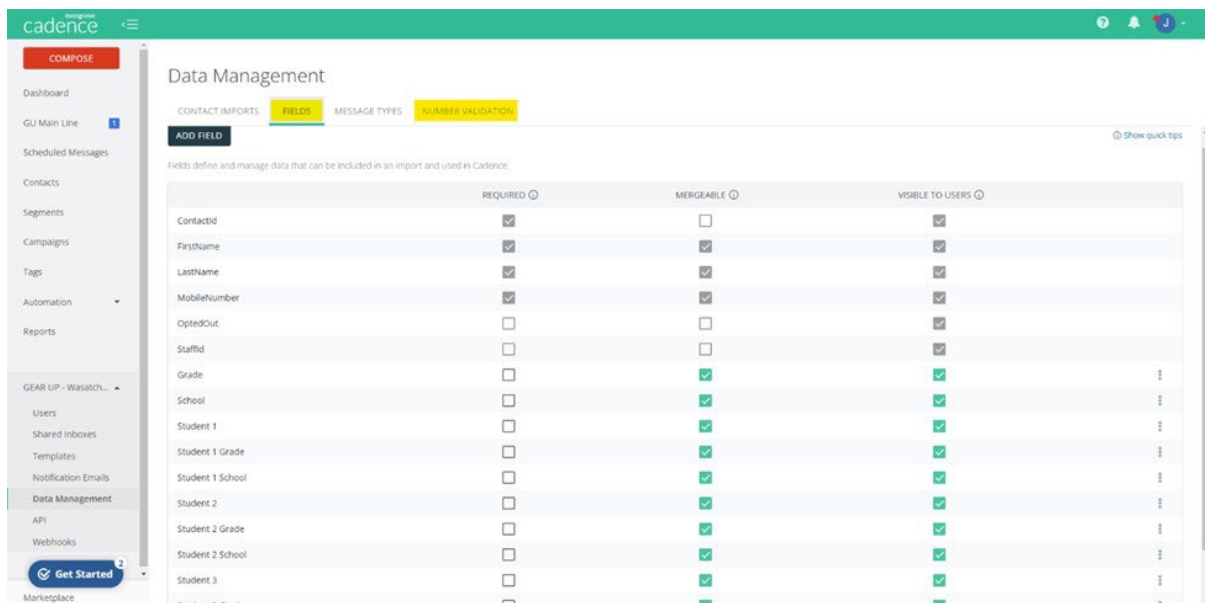 mongoose
cadence
J
COMPOSE
Dashboard
GU Main Line 1
Scheduled Messages
Contacts
Segments
Campaigns
Tags
Automation
Reports
GEAR UP - Wasatch...
Users
Shared Inboxes
Templates
Notification Emails
Data Management
API
Webhooks
Get Started 2
Marketplace
Data Management
CONTACT IMPORTS FIELDS MESSAGE TYPES NUMBER VALIDATION
ADD FIELD Show quick tips
Fields define and manage data that can be included in an import and used in Cadence.
REQUIRED MERGEABLE VISIBLE TO USERS
ContactId
FirstName
LastName
MobileNumber
OptedOut
StaffId
Grade
School
Student 1
Student 1 Grade
Student 1 School
Student 2
Student 2 Grade
Student 2 School
Student 3